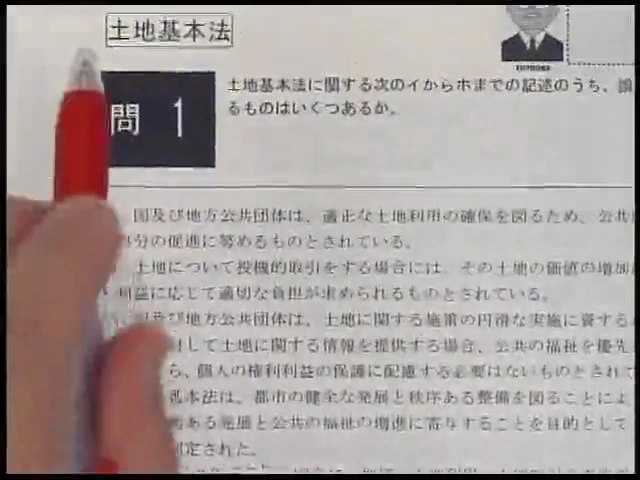 土地基本法
問 1
土地基本法に関する次のイからホまでの記述のうち、誤
るものはいくつあるか。
国及び地方公共団体は、適正な土地利用の確保を図るため、公共
分の促進に努めるものとされている。
土地について投機的取引をする場合には、その土地の価値の増加
利益に応じて適切な負担が求められるものとされている。
及び地方公共団体は、土地に関する施策の円滑な実施に資する
して土地に関する情報を提供する場合、公共の福祉を優先
ら、個人の権利利益の保護に配慮する必要はないものとされて
基本法は、都市の健全な発展と秩序ある整備を図ることによ
ある発展と公共の福祉の増進に寄与することを目的として
制定された。